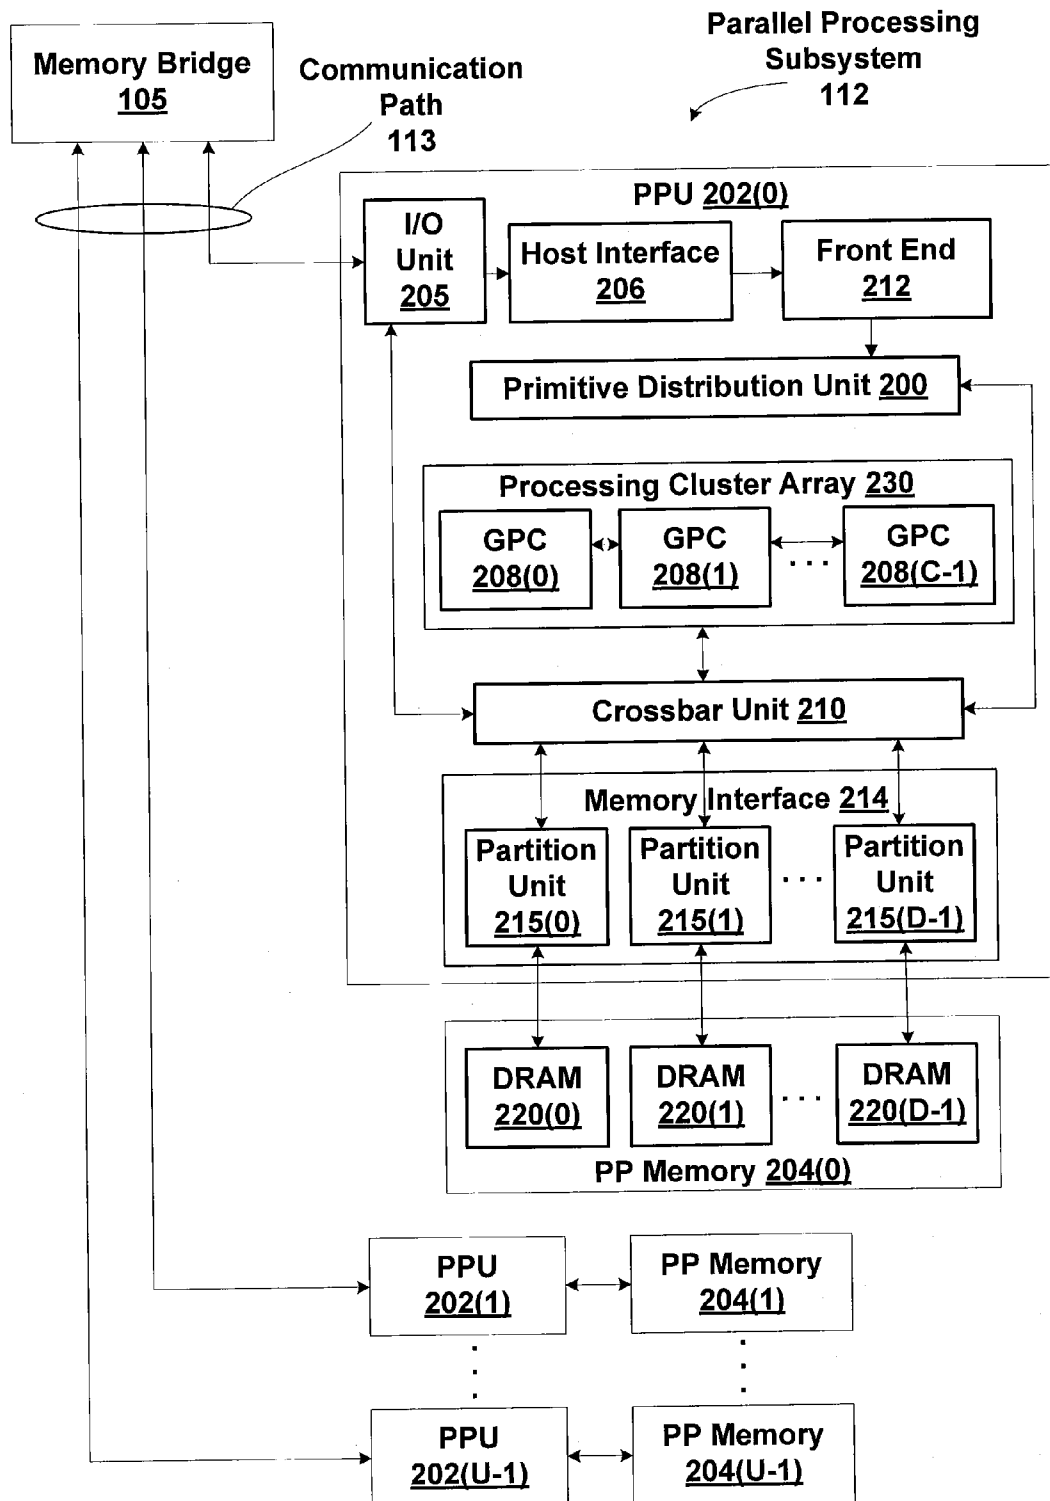 Parallel Processing
Subsystem
112
Memory Bridge
105
Communication
Path
113
PPU 202(0)
I/O
Unit
205
Host Interface
206
Front End
212
Primitive Distribution Unit 200
Processing Cluster Array 230
GPC
208(0)
GPC
208(1)
. . .
GPC
208(C-1)
Crossbar Unit 210
Memory Interface 214
Partition
Unit
215(0)
Partition
Unit
215(1)
. . .
Partition
Unit
215(D-1)
DRAM
220(0)
DRAM
220(1)
. . .
DRAM
220(D-1)
PP Memory 204(0)
PPU
202(1)
PP Memory
204(1)
PPU
202(U-1)
PP Memory
204(U-1)